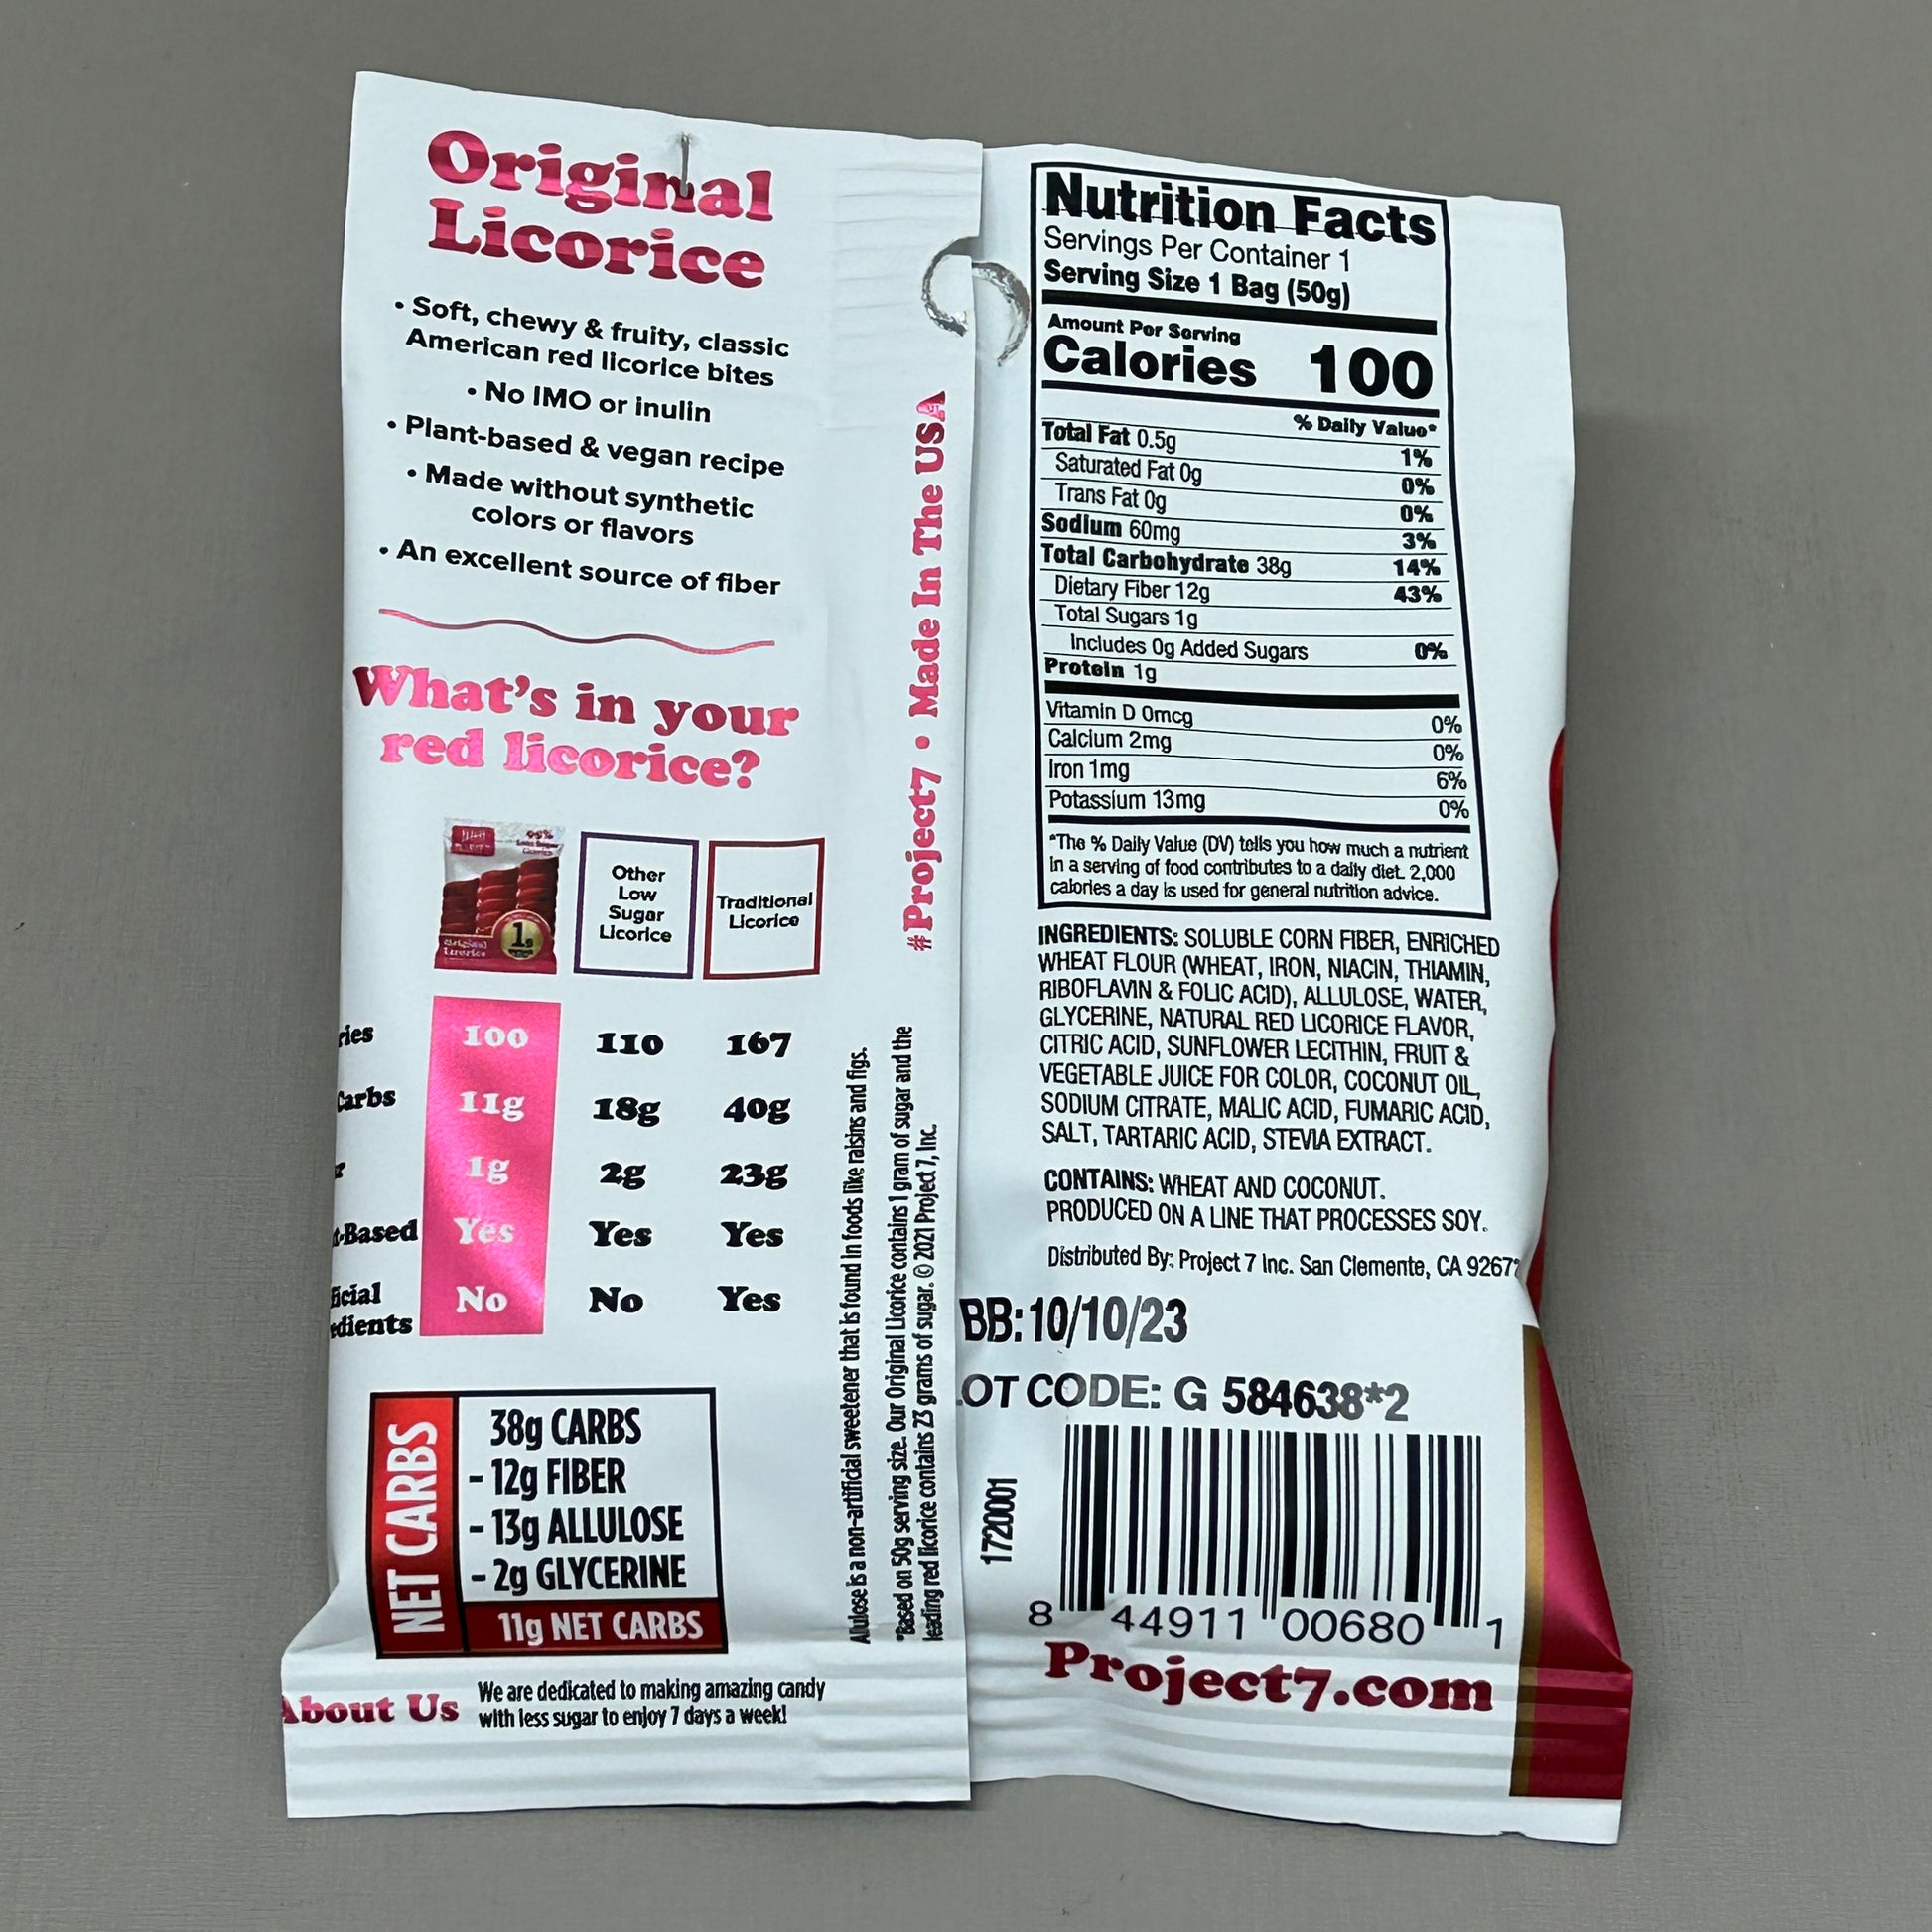 Original
Licorice
• Soft, chewy & fruity, classic
American red licorice bites
• No IMO or inulin
• Plant-based & vegan recipe
• Made without synthetic
colors or flavors
• An excellent source of fiber
What's in your
red licorice?
1g
Original
Licorice
Other
Low
Sugar
Licorice
Traditional
Licorice
ries 100 110 167
Carbs 11g 18g 40g
r 1g 2g 23g
t-Based Yes Yes Yes
ficial
edients No No Yes
NET CARBS
38g CARBS
- 12g FIBER
- 13g ALLULOSE
- 2g GLYCERINE
11g NET CARBS
About Us
We are dedicated to making amazing candy
with less sugar to enjoy 7 days a week!
#Project7 • Made In The USA
Allulose is a non-artificial sweetener that is found in foods like raisins and figs.
*Based on 50g serving size. Our Original Licorice contains 1 gram of sugar and the
leading red licorice contains 23 grams of sugar. © 2021 Project 7, Inc.
Nutrition Facts
Servings Per Container 1
Serving Size 1 Bag (50g)
Amount Per Serving
Calories 100
% Daily Value*
Total Fat 0.5g 1%
Saturated Fat 0g 0%
Trans Fat 0g 0%
Sodium 60mg 3%
Total Carbohydrate 38g 14%
Dietary Fiber 12g 43%
Total Sugars 1g
Includes 0g Added Sugars 0%
Protein 1g
Vitamin D 0mcg 0%
Calcium 2mg 0%
Iron 1mg 6%
Potassium 13mg 0%
*The % Daily Value (DV) tells you how much a nutrient
in a serving of food contributes to a daily diet. 2,000
calories a day is used for general nutrition advice.
INGREDIENTS: SOLUBLE CORN FIBER, ENRICHED
WHEAT FLOUR (WHEAT, IRON, NIACIN, THIAMIN,
RIBOFLAVIN & FOLIC ACID), ALLULOSE, WATER,
GLYCERINE, NATURAL RED LICORICE FLAVOR,
CITRIC ACID, SUNFLOWER LECITHIN, FRUIT &
VEGETABLE JUICE FOR COLOR, COCONUT OIL,
SODIUM CITRATE, MALIC ACID, FUMARIC ACID,
SALT, TARTARIC ACID, STEVIA EXTRACT.
CONTAINS: WHEAT AND COCONUT.
PRODUCED ON A LINE THAT PROCESSES SOY.
Distributed By: Project 7 Inc. San Clemente, CA 9267
BB: 10/10/23
OT CODE: G 584638*2
1720001
8 44911 00680 1
Project7.com